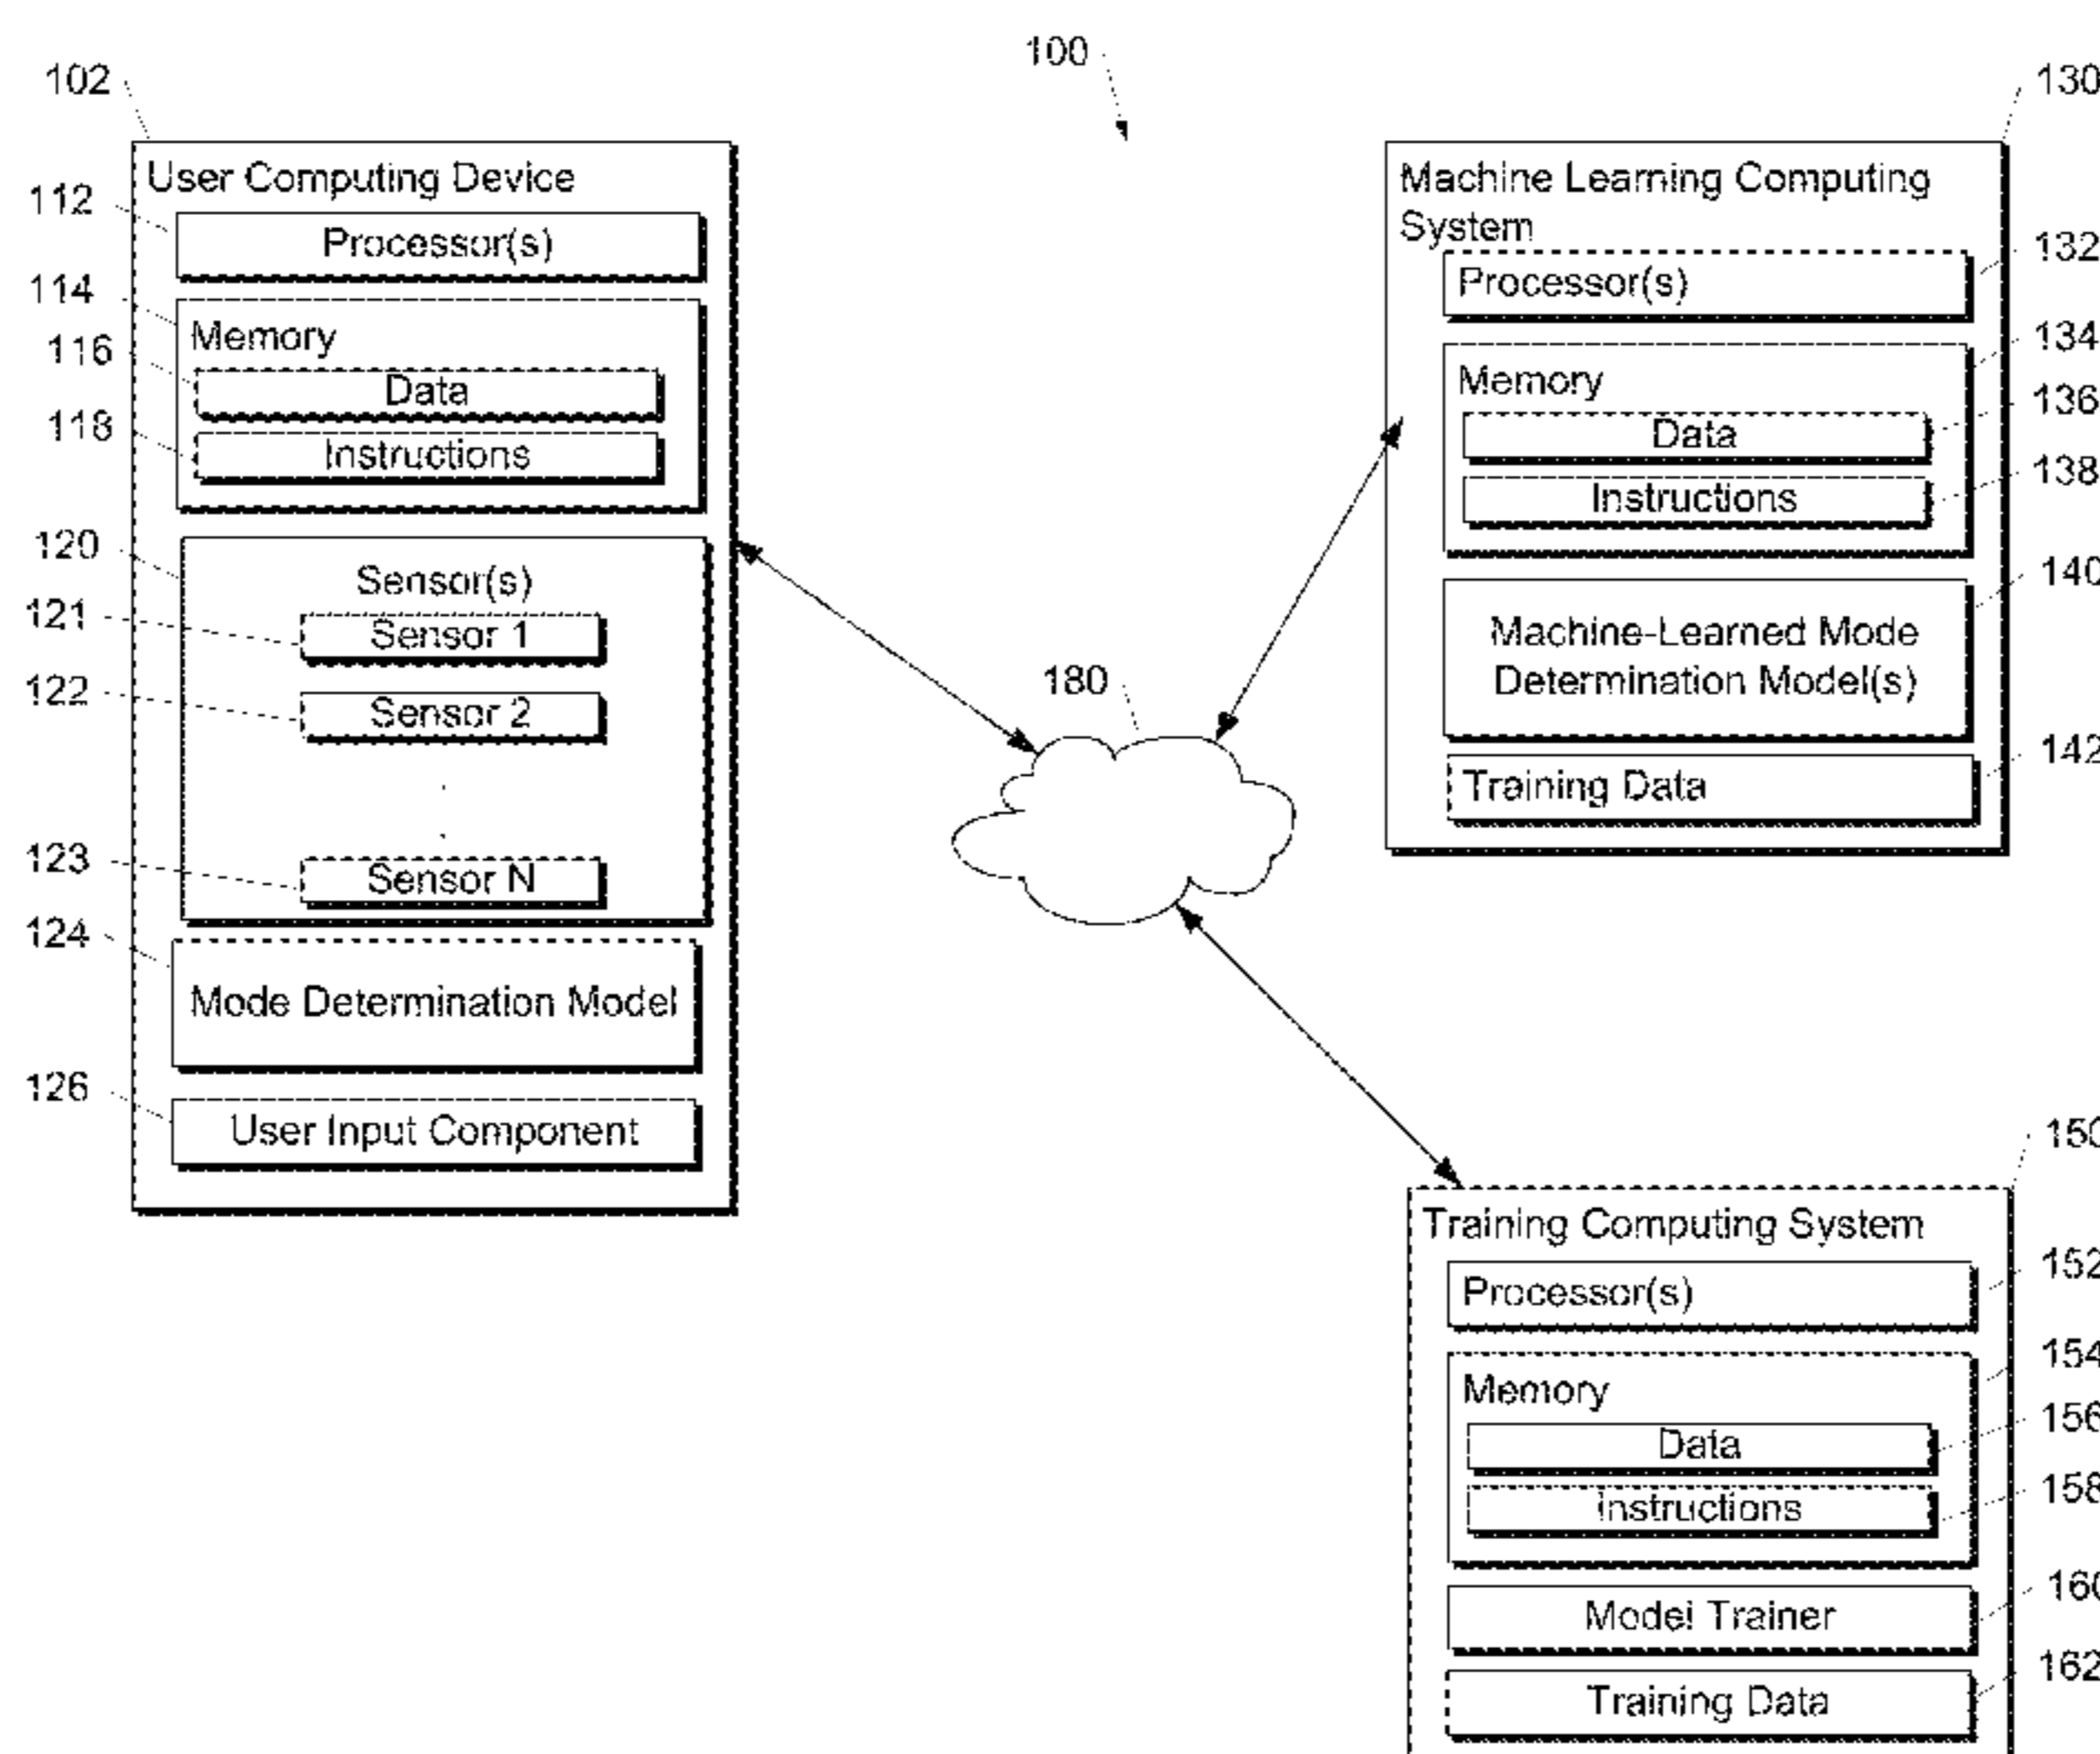 100
102
User Computing Device
112
Processor(s)
114
Memory
116
Data
118
Instructions
120
Sensor(s)
121
Sensor 1
122
Sensor 2
123
Sensor N
124
Mode Determination Model
126
User Input Component
180
130
Machine Learning Computing
System
132
Processor(s)
134
Memory
136
Data
138
Instructions
140
Machine-Learned Mode
Determination Model(s)
142
Training Data
150
Training Computing System
152
Processor(s)
154
Memory
156
Data
158
Instructions
160
Model Trainer
162
Training Data